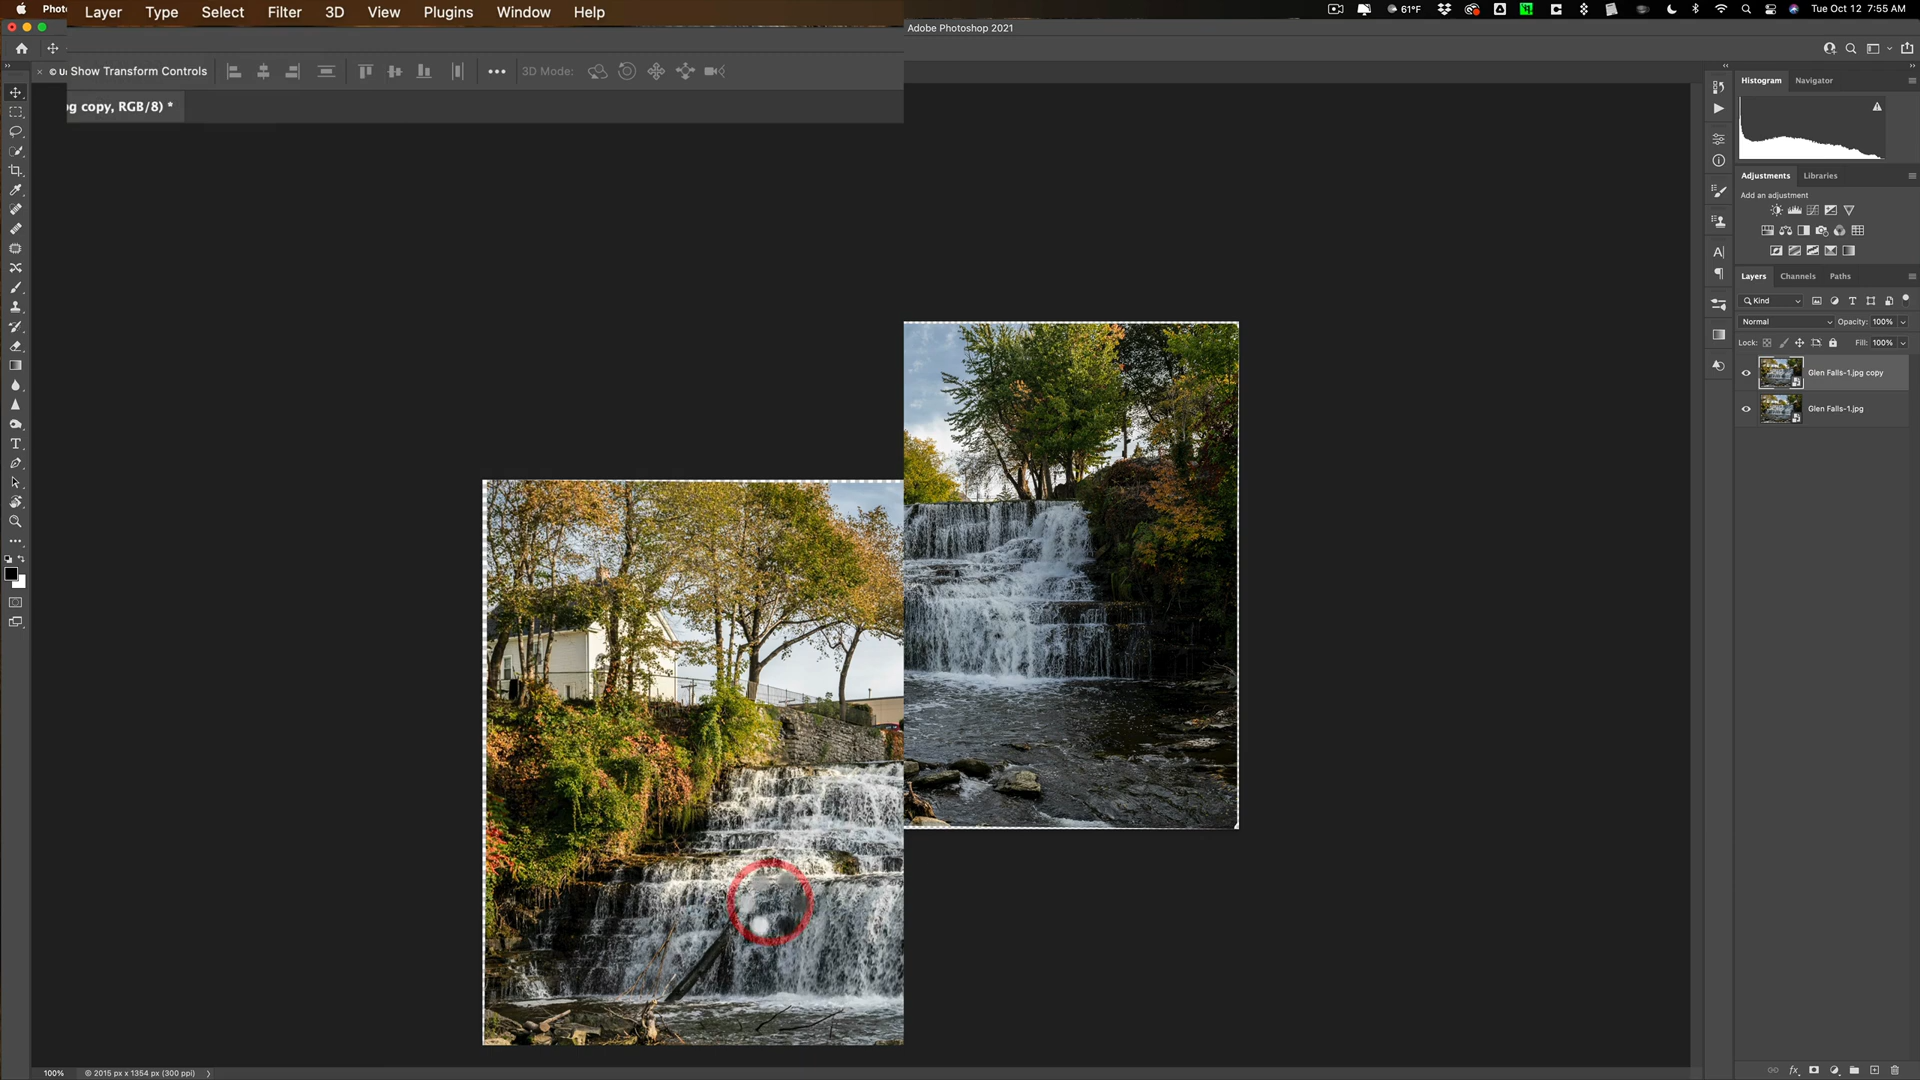 Photo
Layer Type Select Filter 3D View Plugins Window Help
61°F
Tue Oct 12 7:55 AM
Adobe Photoshop 2021
Show Transform Controls
3D Mode:
pg copy, RGB/8) *
Histogram Navigator
Adjustments Libraries
Add an adjustment
Layers Channels Paths
Kind
Normal Opacity: 100%
Lock: Fill: 100%
Glen Falls-1.jpg copy
Glen Falls-1.jpg
100% © 2015 px x 1354 px (300 ppi)